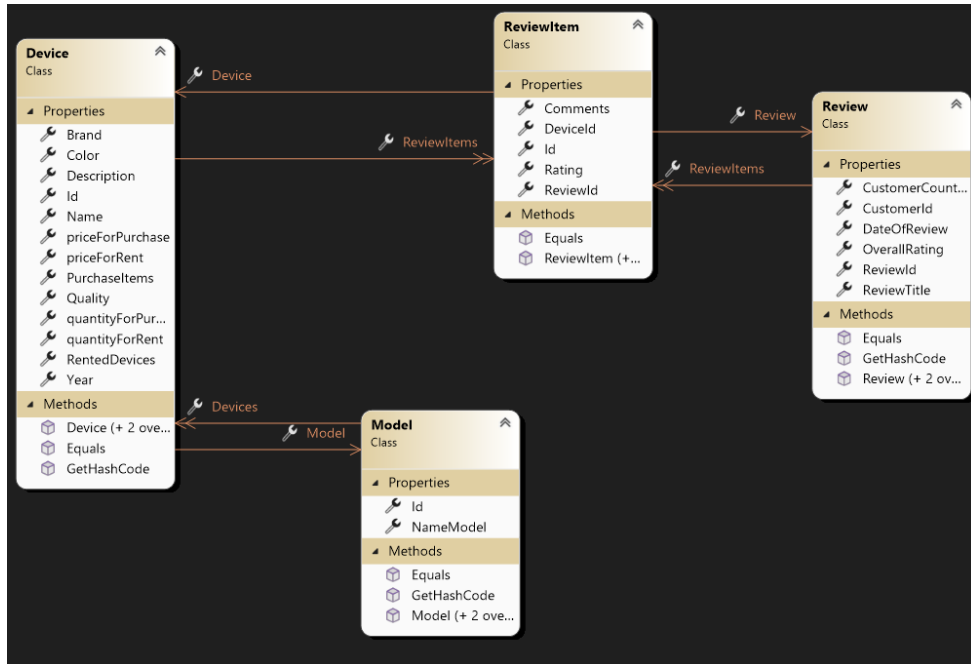 Device
Class
Properties
Brand
Color
Description
Id
Name
priceForPurchase
priceForRent
PurchaseItems
Quality
quantityForPur...
quantityForRent
RentedDevices
Year
Methods
Device (+ 2 ove...
Equals
GetHashCode
Device
ReviewItems
ReviewItem
Class
Properties
Comments
DeviceId
Id
Rating
ReviewId
Methods
Equals
ReviewItem (+...
Review
ReviewItems
Review
Class
Properties
CustomerCount...
CustomerId
DateOfReview
OverallRating
ReviewId
ReviewTitle
Methods
Equals
GetHashCode
Review (+ 2 ov...
Devices
Model
Model
Class
Properties
Id
NameModel
Methods
Equals
GetHashCode
Model (+ 2 ove...